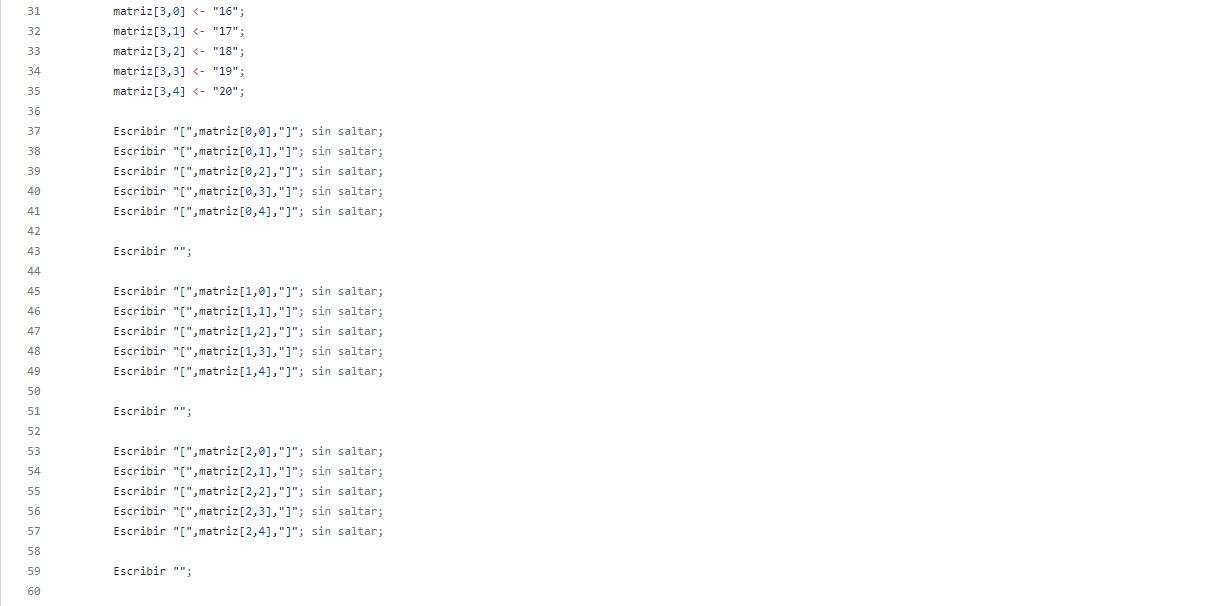 31 matriz[3,0] <- "16";
32 matriz[3,1] <- "17";
33 matriz[3,2] <- "18";
34 matriz[3,3] <- "19";
35 matriz[3,4] <- "20";
36
37 Escribir "[",matriz[0,0],"]"; sin saltar;
38 Escribir "[",matriz[0,1],"]"; sin saltar;
39 Escribir "[",matriz[0,2],"]"; sin saltar;
40 Escribir "[",matriz[0,3],"]"; sin saltar;
41 Escribir "[",matriz[0,4],"]"; sin saltar;
42
43 Escribir "";
44
45 Escribir "[",matriz[1,0],"]"; sin saltar;
46 Escribir "[",matriz[1,1],"]"; sin saltar;
47 Escribir "[",matriz[1,2],"]"; sin saltar;
48 Escribir "[",matriz[1,3],"]"; sin saltar;
49 Escribir "[",matriz[1,4],"]"; sin saltar;
50
51 Escribir "";
52
53 Escribir "[",matriz[2,0],"]"; sin saltar;
54 Escribir "[",matriz[2,1],"]"; sin saltar;
55 Escribir "[",matriz[2,2],"]"; sin saltar;
56 Escribir "[",matriz[2,3],"]"; sin saltar;
57 Escribir "[",matriz[2,4],"]"; sin saltar;
58
59 Escribir "";
60